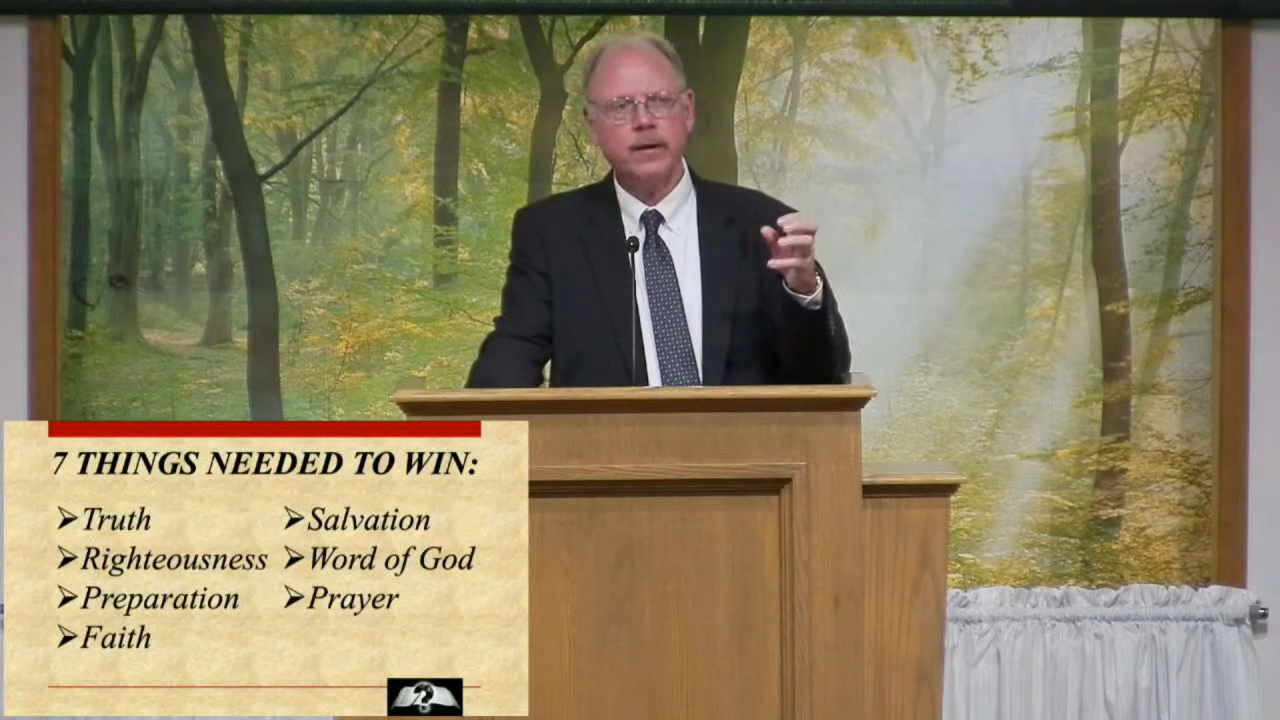 7 THINGS NEEDED TO WIN:
➢Truth
➢Righteousness
➢Preparation
➢Faith
➢Salvation
➢Word of God
➢Prayer
?